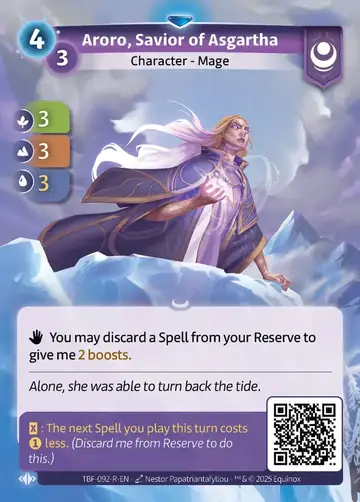 4
Aroro, Savior of Asgartha
3
Character - Mage
3
3
3
You may discard a Spell from your Reserve to
give me 2 boosts.
Alone, she was able to turn back the tide.
X : The next Spell you play this turn costs
1 less. (Discard me from Reserve to do
this.)
1BF-092-R-EN Nestor Papatriantafyllou - ™ & © 2025 Equinox